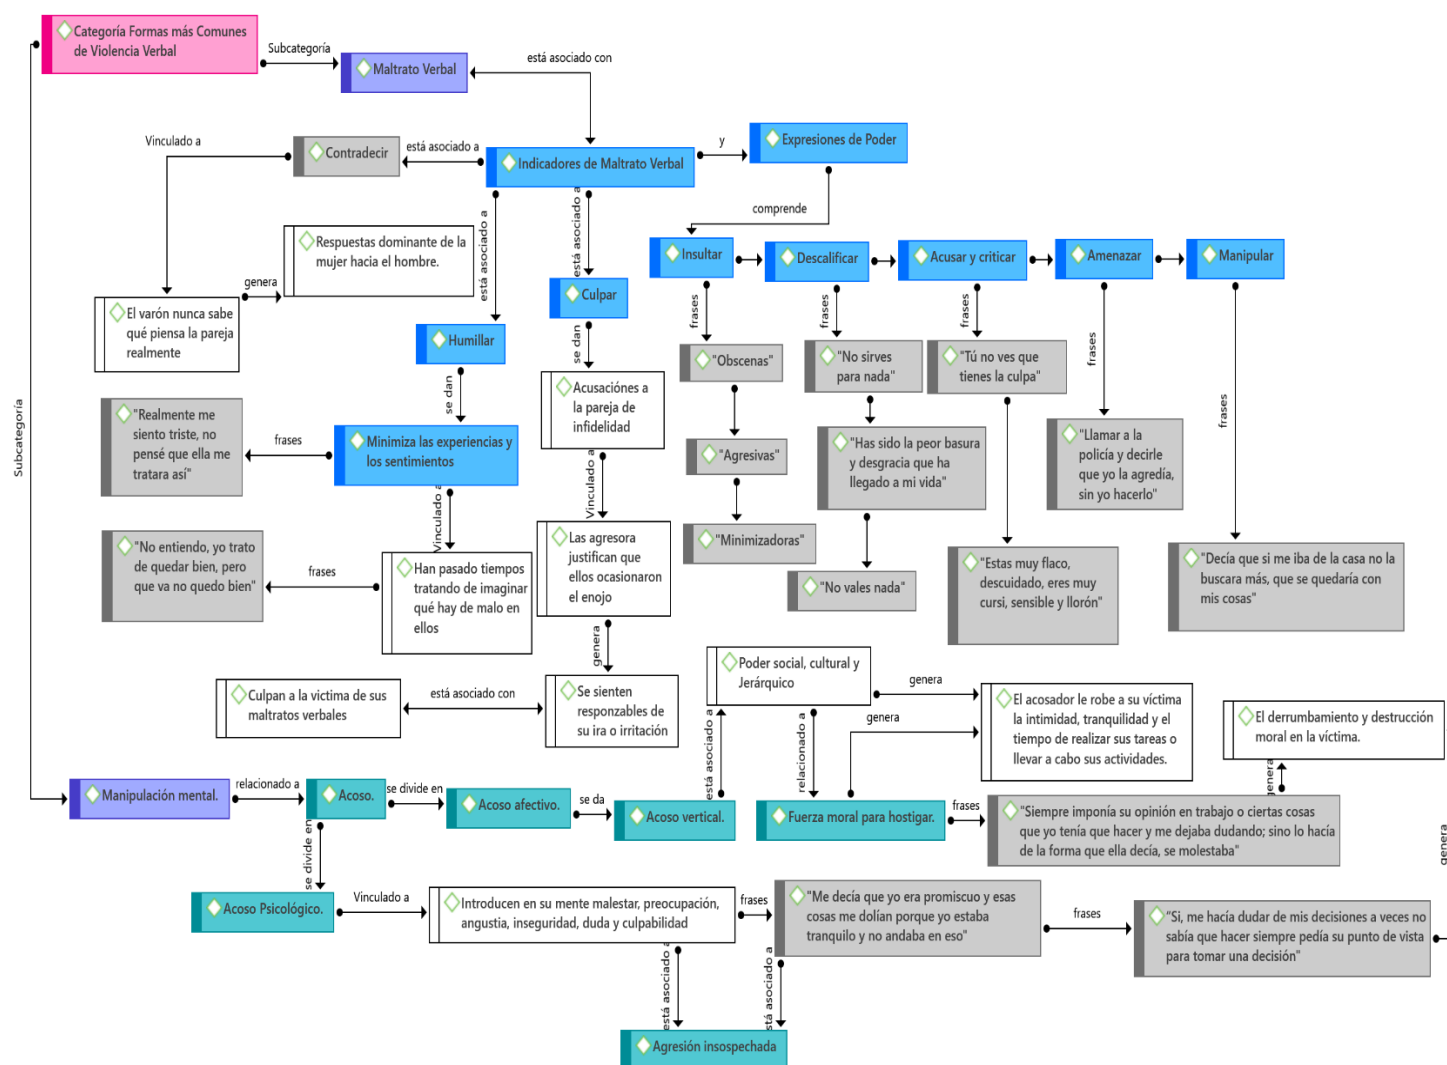 Categoría Formas más Comunes
de Violencia Verbal
Subcategoría
Maltrato Verbal
está asociado con
Vinculado a
Contradecir
está asociado a
Indicadores de Maltrato Verbal
y
Expresiones de Poder
comprende
Respuestas dominante de la
mujer hacia el hombre.
genera
El varón nunca sabe
qué piensa la pareja
realmente
está asociado a
está asociado a
Insultar
Descalificar
Acusar y criticar
Amenazar
Manipular
Culpar
Humillar
se dan
se dan
frases
frases
frases
frases
frases
"Obscenas"
"No sirves
para nada"
"Tú no ves que
tienes la culpa"
Acusaciónes a
la pareja de
infidelidad
"Realmente me
siento triste, no
pensé que ella me
tratara así"
frases
Minimiza las experiencias y
los sentimientos
"Agresivas"
"Has sido la peor basura
y desgracia que ha
llegado a mi vida"
"Llamar a la
policía y decirle
que yo la agredía,
sin yo hacerlo"
Subcategoría
Vinculado a
Vinculado a
"No entiendo, yo trato
de quedar bien, pero
que va no quedo bien"
frases
Han pasado tiempos
tratando de imaginar
qué hay de malo en
ellos
Las agresora
justifican que
ellos ocasionaron
el enojo
"Minimizadoras"
"No vales nada"
"Estas muy flaco,
descuidado, eres muy
cursi, sensible y llorón"
"Decía que si me iba de la casa no la
buscara más, que se quedaría con
mis cosas"
genera
Culpan a la victima de sus
maltratos verbales
está asociado con
Se sienten
responzables de
su ira o irritación
Poder social, cultural y
Jerárquico
genera
genera
El acosador le robe a su víctima
la intimidad, tranquilidad y el
tiempo de realizar sus tareas o
llevar a cabo sus actividades.
El derrumbamiento y destrucción
moral en la víctima.
está asociado a
relacionado a
genera
Manipulación mental.
relacionado a
Acoso.
se divide en
Acoso afectivo.
se da
Acoso vertical.
Fuerza moral para hostigar.
frases
"Siempre imponía su opinión en trabajo o ciertas cosas
que yo tenía que hacer y me dejaba dudando; sino lo hacía
de la forma que ella decía, se molestaba"
genera
se divide en
Acoso Psicológico.
Vinculado a
Introducen en su mente malestar, preocupación,
angustia, inseguridad, duda y culpabilidad
frases
"Me decía que yo era promiscuo y esas
cosas me dolían porque yo estaba
tranquilo y no andaba en eso"
frases
"Si, me hacía dudar de mis decisiones a veces no
sabía que hacer siempre pedía su punto de vista
para tomar una decisión"
está asociado a
está asociado a
Agresión insospechada